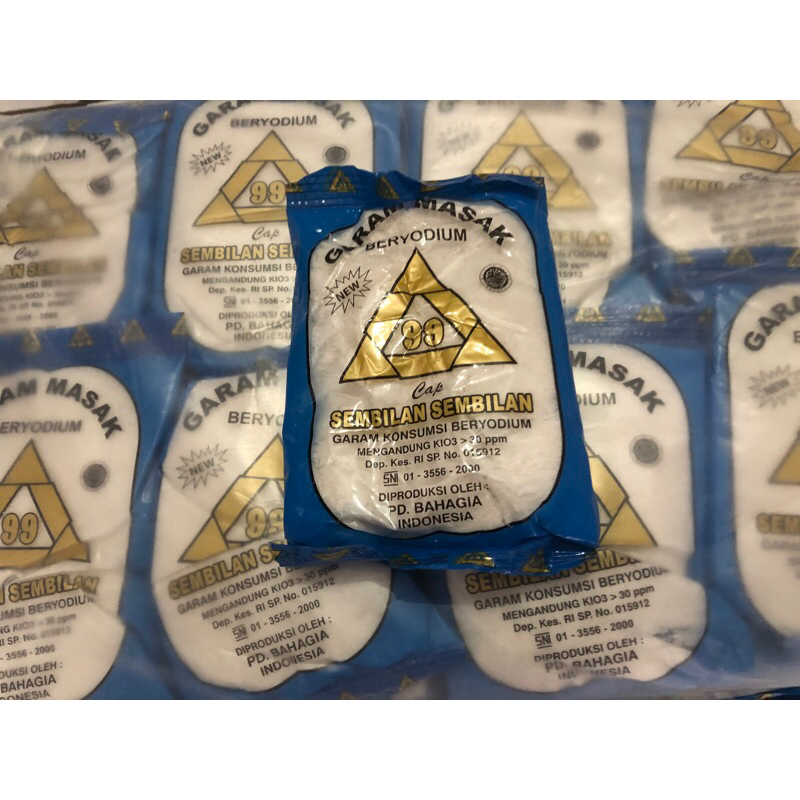 GARAM MASAK
BERYODIUM
NEW
99
Cap
SEMBILAN SEMBILAN
GARAM KONSUMSI BERYODIUM
MENGANDUNG KIO3 > 30 ppm
Dep. Kes. RI SP. No. 015912
SNI 01 - 3556 - 2000
DIPRODUKSI OLEH :
PD. BAHAGIA
INDONESIA